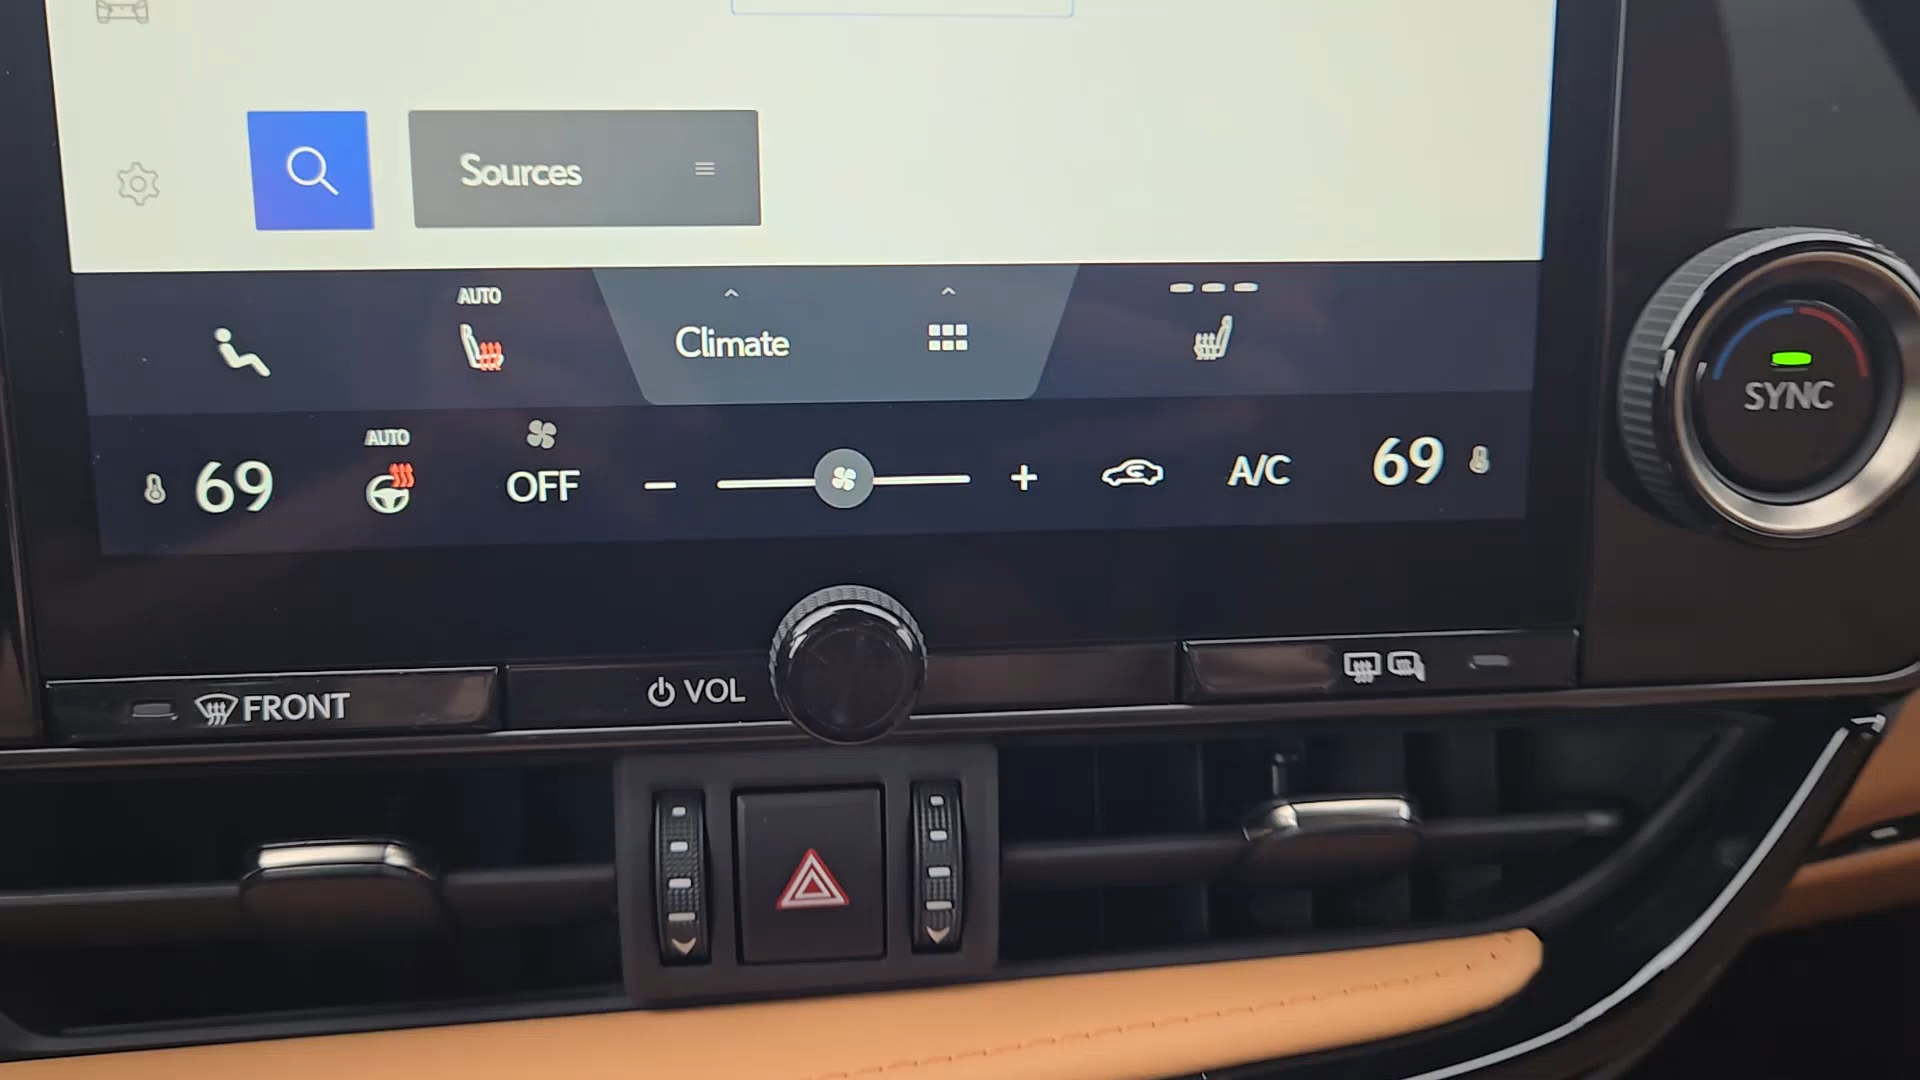 Sources
AUTO
Climate
AUTO
69
OFF
−
+
A/C
69
SYNC
FRONT
VOL